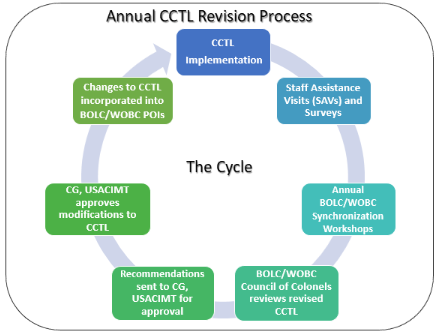 Annual CCTL Revision Process
CCTL
Implementation
Staff Assistance
Visits (SAVs) and
Surveys
Annual
BOLC/WOBC
Synchronization
Workshops
BOLC/WOBC
Council of Colonels
reviews revised
CCTL
Recommendations
sent to CG,
USACIMT for
approval
CG, USACIMT
approves
modifications to
CCTL
Changes to CCTL
incorporated into
BOLC/WOBC POIs
The Cycle